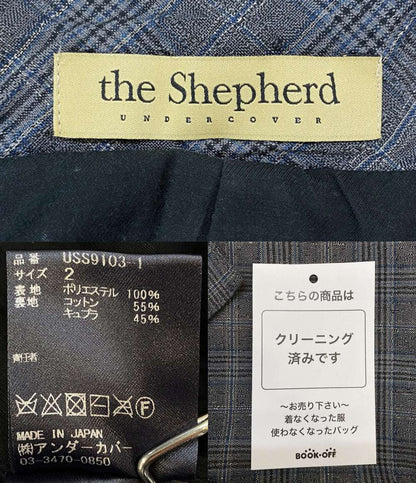 the Shepherd
UNDERCOVER
品番 USS9103-1
サイズ 2
表地 ポリエステル 100%
裏地 コットン 55%
キュプラ 45%
責任者
F
MADE IN JAPAN
㈱アンダーカバー
03-3470-0850
こちらの商品は
クリーニング
済みです
〜お売り下さい〜
着なくなった服
使わなくなったバッグ
BOOK・OFF